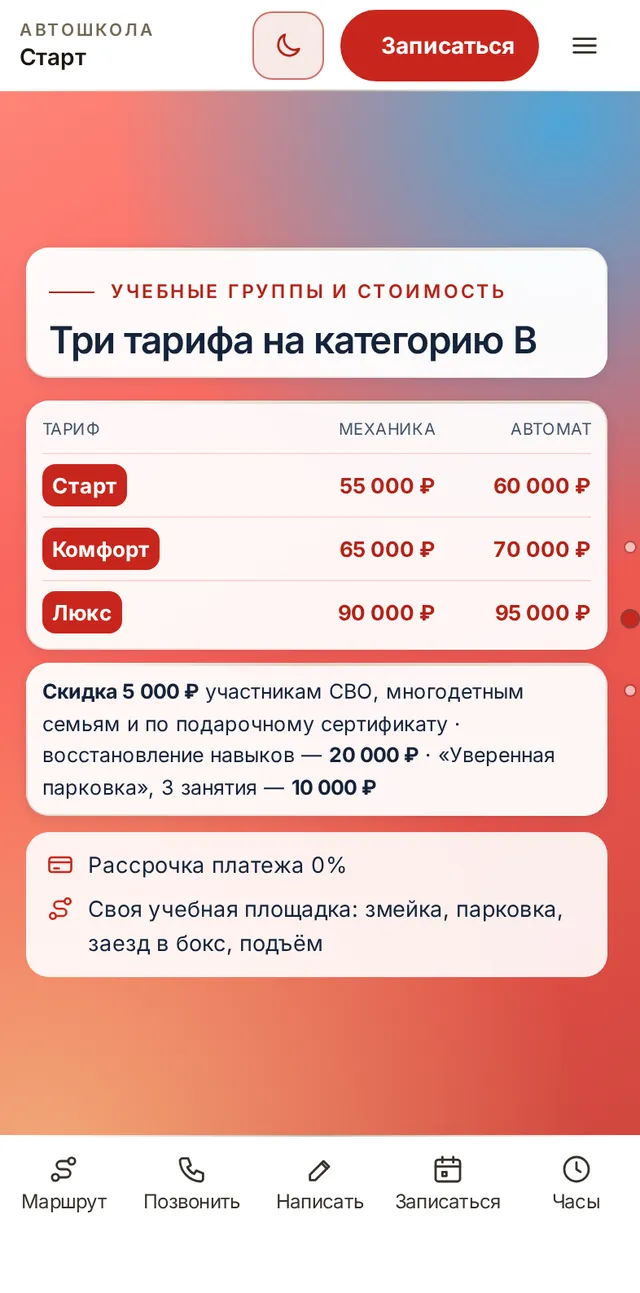 АВТОШКОЛА
Старт
Записаться
УЧЕБНЫЕ ГРУППЫ И СТОИМОСТЬ
Три тарифа на категорию B
ТАРИФ МЕХАНИКА АВТОМАТ
Старт 55 000 ₽ 60 000 ₽
Комфорт 65 000 ₽ 70 000 ₽
Люкс 90 000 ₽ 95 000 ₽
Скидка 5 000 ₽ участникам СВО, многодетным
семьям и по подарочному сертификату ·
восстановление навыков — 20 000 ₽ · «Уверенная
парковка», 3 занятия — 10 000 ₽
Рассрочка платежа 0%
Своя учебная площадка: змейка, парковка,
заезд в бокс, подъём
Маршрут Позвонить Написать Записаться Часы